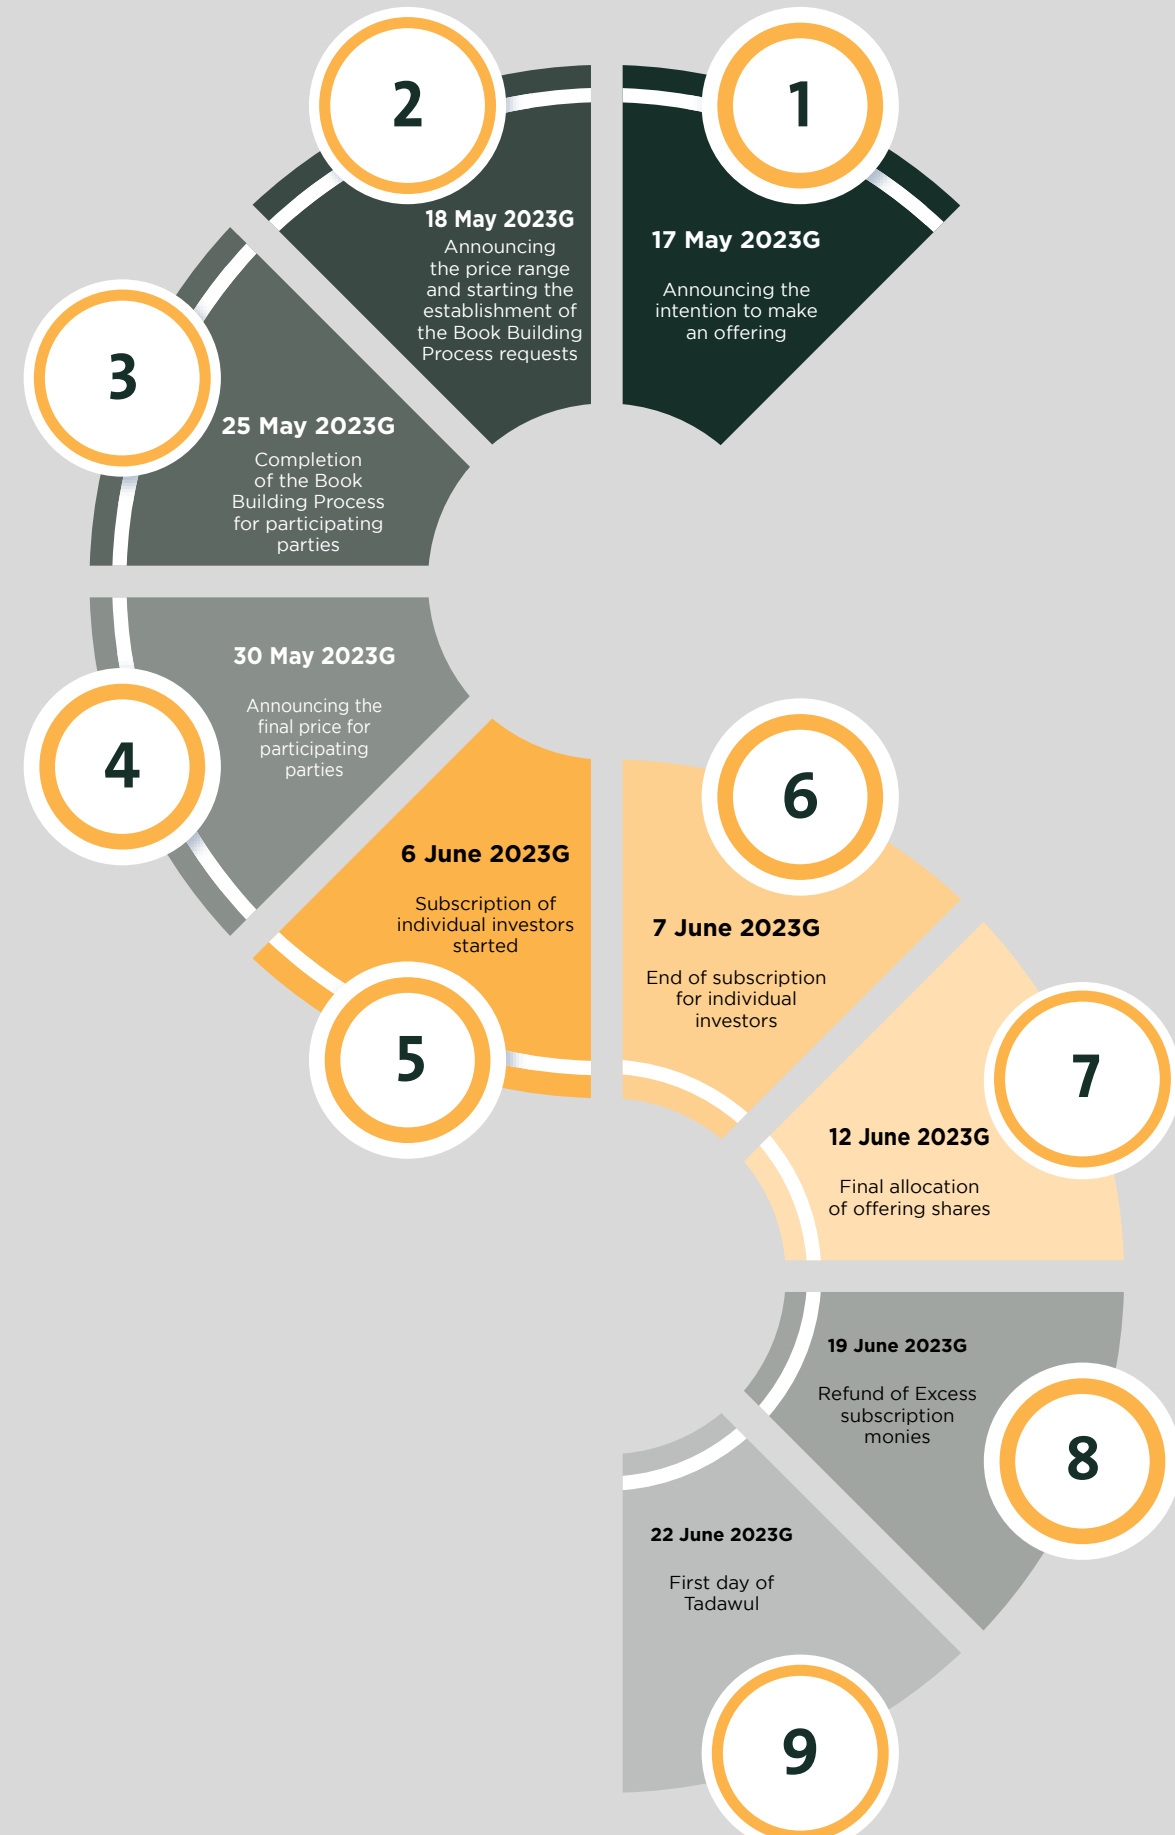 1
17 May 2023G
Announcing the
intention to make
an offering
2
18 May 2023G
Announcing
the price range
and starting the
establishment of
the Book Building
Process requests
3
25 May 2023G
Completion
of the Book
Building Process
for participating
parties
4
30 May 2023G
Announcing the
final price for
participating
parties
5
6 June 2023G
Subscription of
individual investors
started
6
7 June 2023G
End of subscription
for individual
investors
7
12 June 2023G
Final allocation
of offering shares
8
19 June 2023G
Refund of Excess
subscription
monies
9
22 June 2023G
First day of
Tadawul